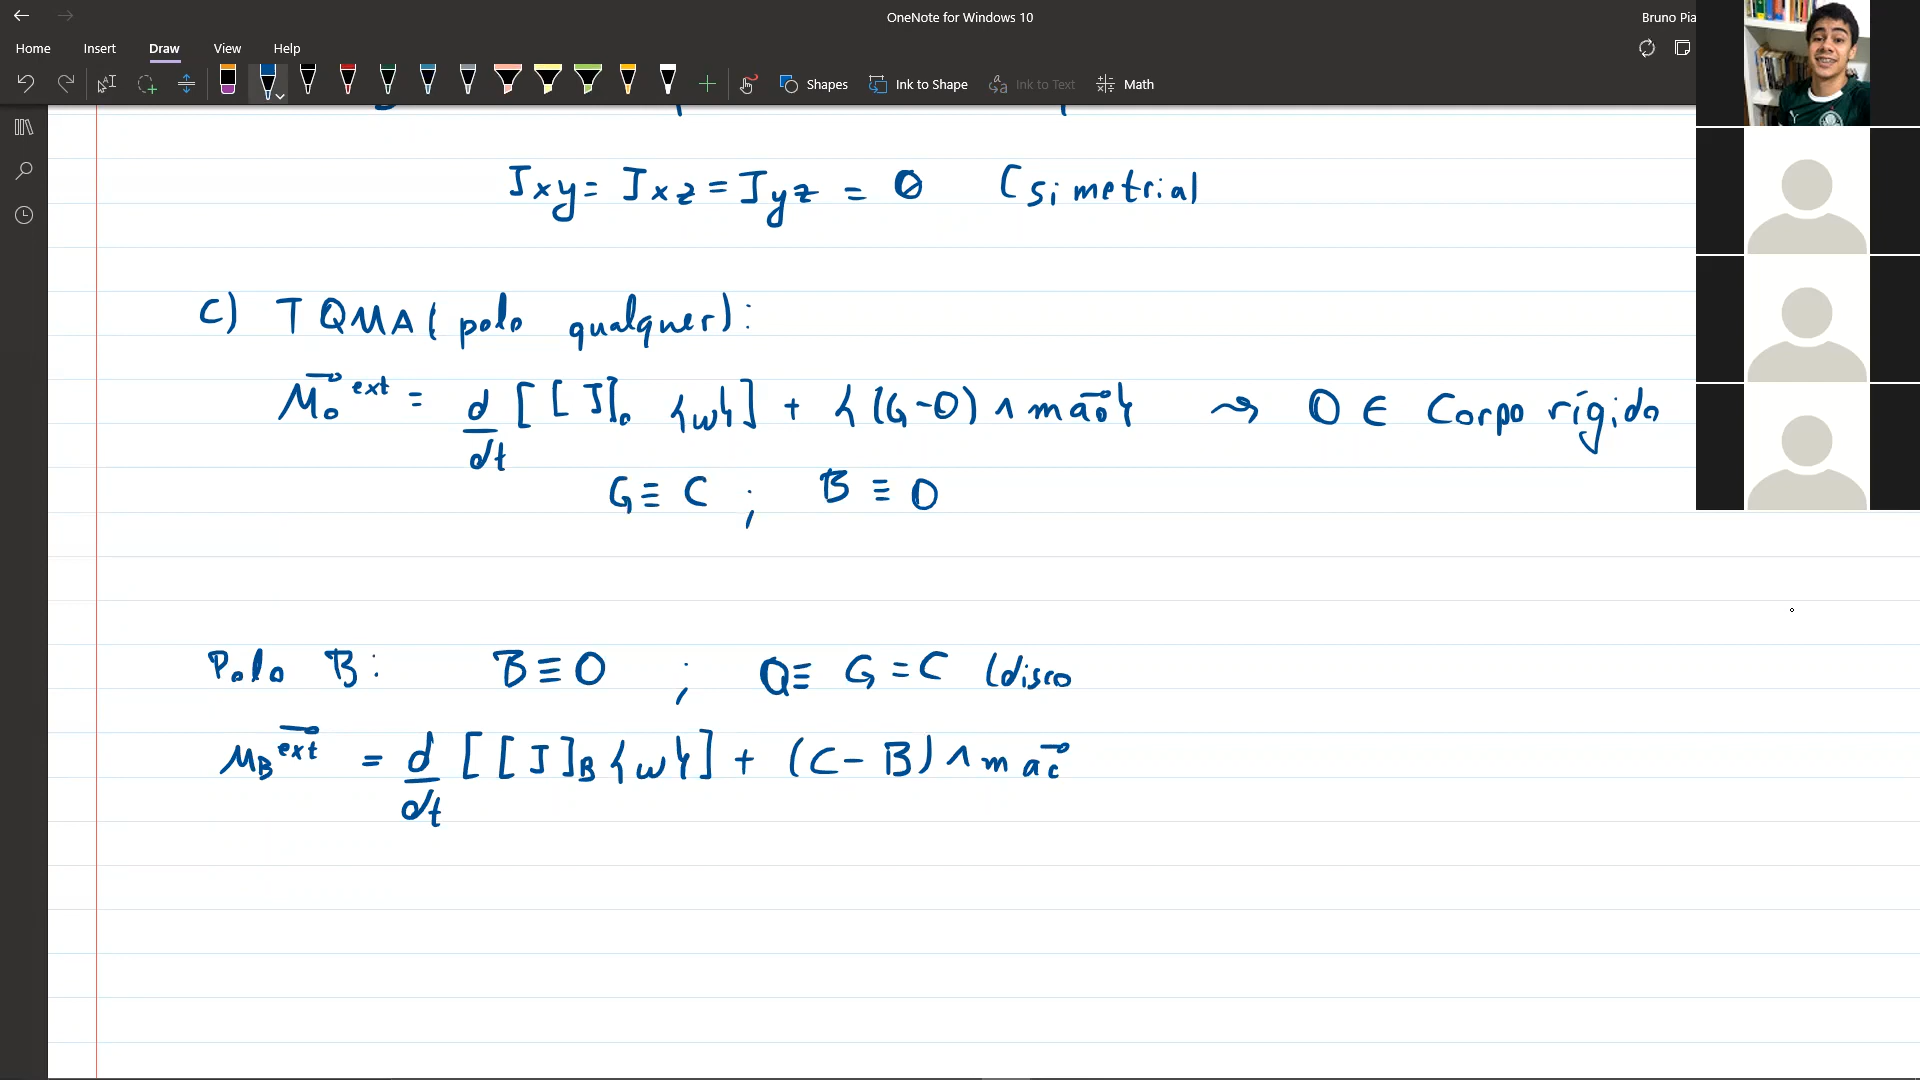 OneNote for Windows 10
Bruno Pia
Home Insert Draw View Help
Shapes Ink to Shape Ink to Text Math
Jxy = Jxz = Jyz = 0 (simetria)
C) TQMA (polo qualquer):
M⃗o ext = d/dt [[J]o {w}] + {(G-O) ∧ m a⃗o} → O ∈ Corpo rígido
G ≡ C ; B ≡ O
Polo B: B ≡ O ; O ≡ G = C (disco
M⃗B ext = d/dt [[J]B {w}] + (C-B) ∧ m a⃗c